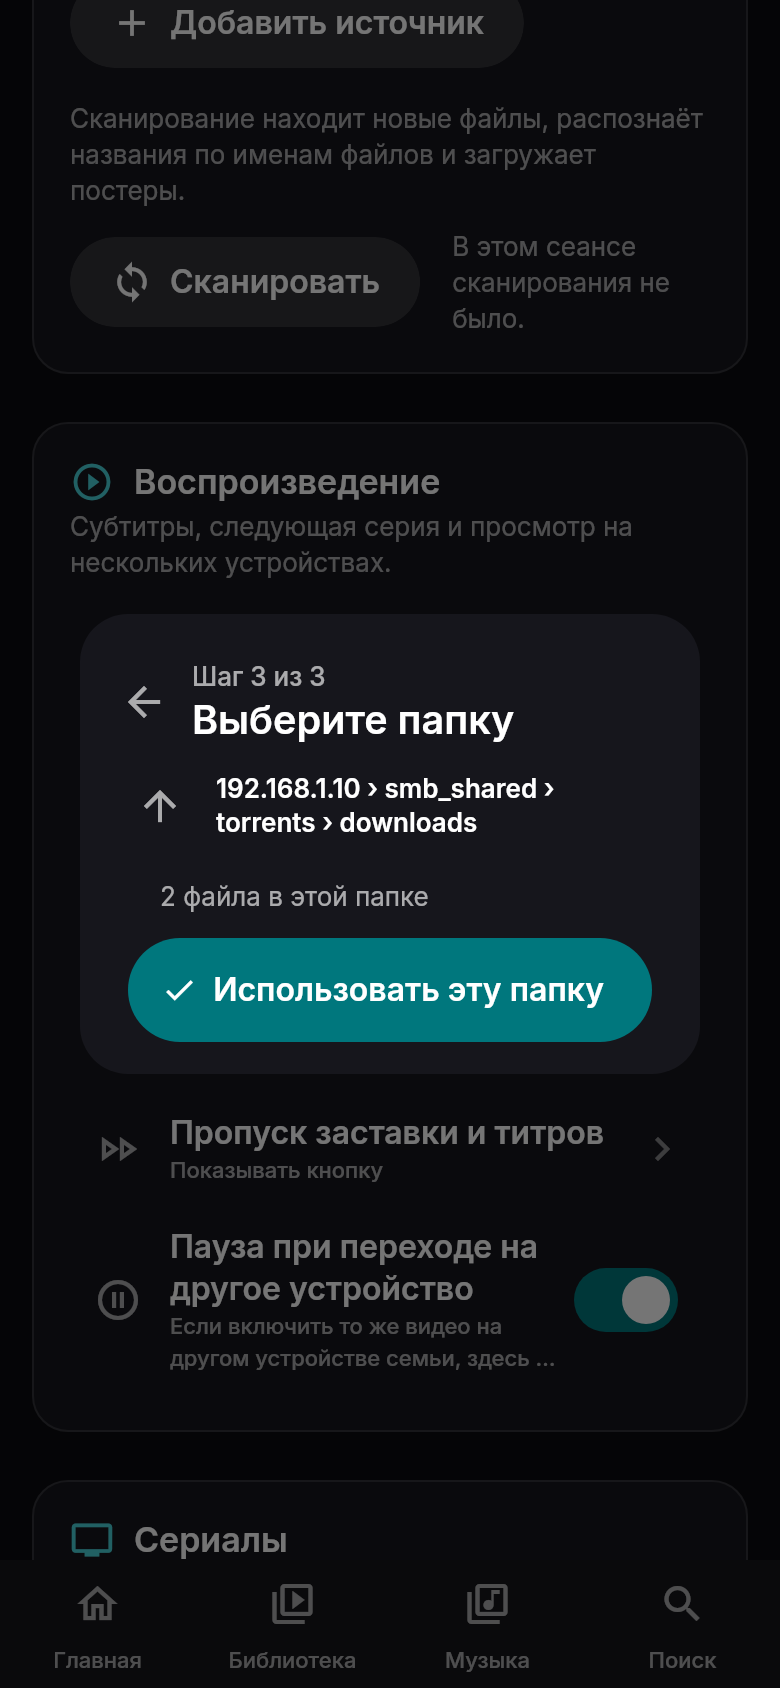 Добавить источник
Сканирование находит новые файлы, распознаёт
названия по именам файлов и загружает
постеры.
Сканировать
В этом сеансе
сканирования не
было.
Воспроизведение
Субтитры, следующая серия и просмотр на
нескольких устройствах.
Шаг 3 из 3
Выберите папку
192.168.1.10 › smb_shared ›
torrents › downloads
2 файла в этой папке
Использовать эту папку
Пропуск заставки и титров
Показывать кнопку
Пауза при переходе на
другое устройство
Если включить то же видео на
другом устройстве семьи, здесь ...
Сериалы
Главная
Библиотека
Музыка
Поиск